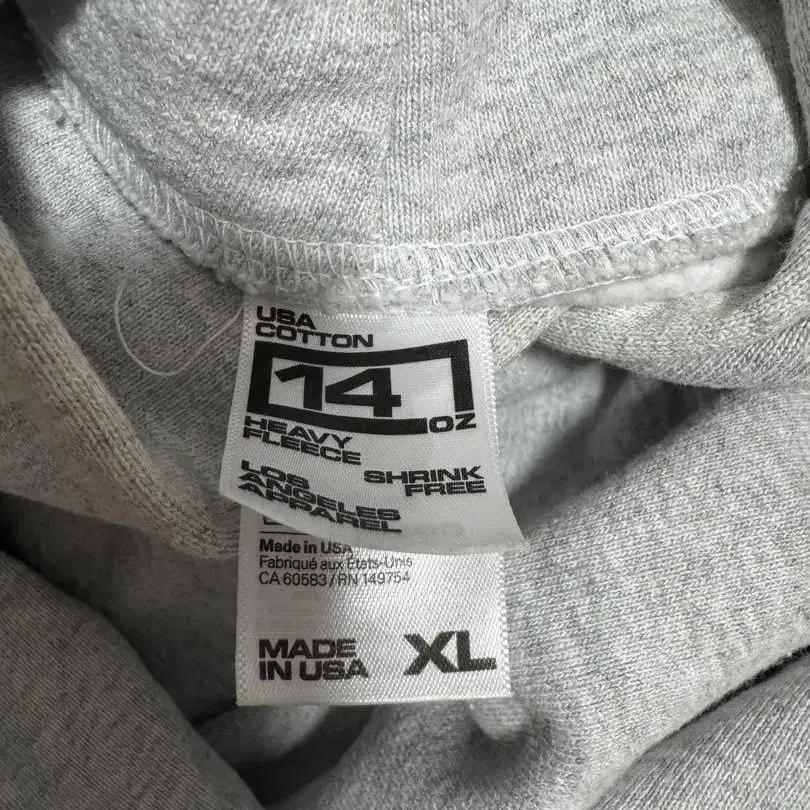 USA
COTTON
14
OZ
HEAVY
FLEECE
LOS
ANGELES
APPAREL
SHRINK
FREE
Made in USA
Fabriqué aux États-Unis
CA 60583 / RN 149754
MADE
IN USA
XL